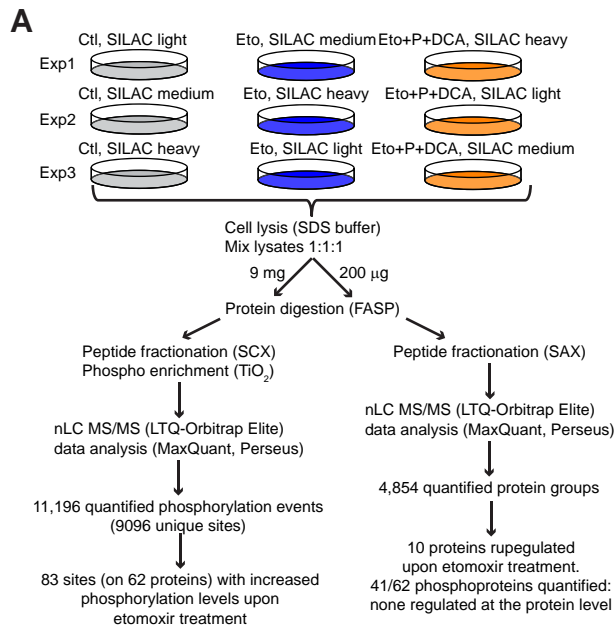 A
Ctl, SILAC light Eto, SILAC medium Eto+P+DCA, SILAC heavy
Exp1
Ctl, SILAC medium Eto, SILAC heavy Eto+P+DCA, SILAC light
Exp2
Ctl, SILAC heavy Eto, SILAC light Eto+P+DCA, SILAC medium
Exp3
Cell lysis (SDS buffer)
Mix lysates 1:1:1
9 mg 200 µg
Protein digestion (FASP)
Peptide fractionation (SCX)
Phospho enrichment (TiO₂)
nLC MS/MS (LTQ-Orbitrap Elite)
data analysis (MaxQuant, Perseus)
11,196 quantified phosphorylation events
(9096 unique sites)
83 sites (on 62 proteins) with increased
phosphorylation levels upon
etomoxir treatment
Peptide fractionation (SAX)
nLC MS/MS (LTQ-Orbitrap Elite)
data analysis (MaxQuant, Perseus)
4,854 quantified protein groups
10 proteins rupegulated
upon etomoxir treatment.
41/62 phosphoproteins quantified:
none regulated at the protein level